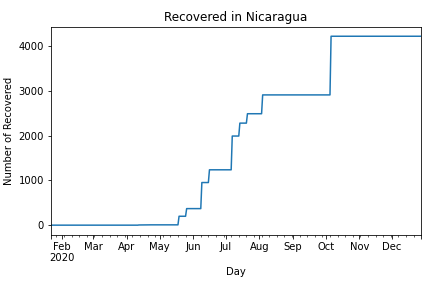 Recovered in Nicaragua
Number of Recovered
4000
3000
2000
1000
0
Feb Mar Apr May Jun Jul Aug Sep Oct Nov Dec
2020
Day